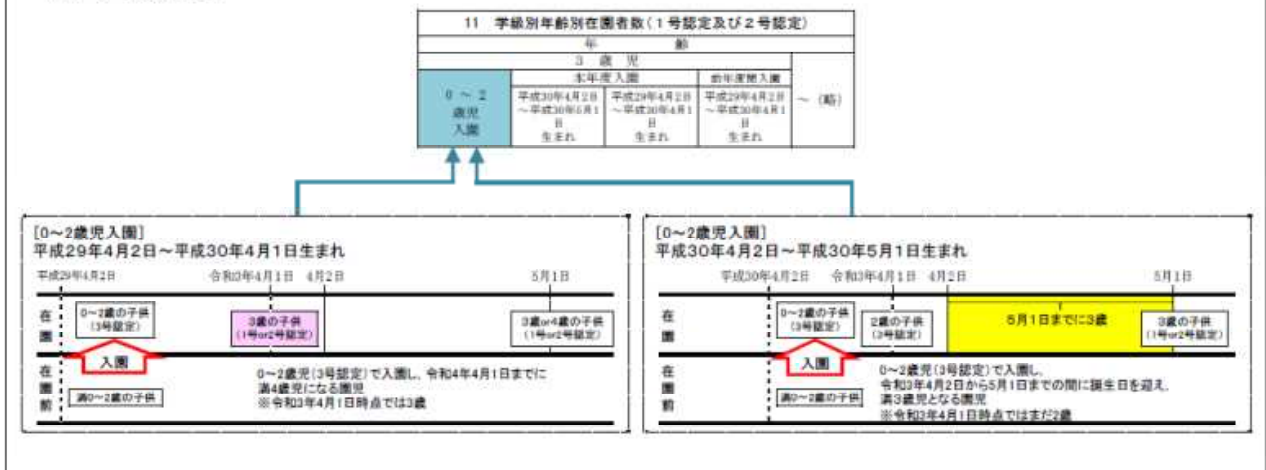 11 学級別年齢別在園者数(1号認定及び2号認定)
年 齢
3 歳 児
0 ~ 2
歳児
入園
本年度入園
前年度間入園
平成30年4月2日
~平成30年5月1
日
生まれ
平成29年4月2日
~平成30年4月1
日
生まれ
平成29年4月2日
~平成30年4月1
日
生まれ
~ (略)
[0~2歳児入園]
平成29年4月2日~平成30年4月1日生まれ
平成29年4月2日 令和3年4月1日 4月2日 5月1日
在園
0~2歳の子供
(3号認定)
3歳の子供
(1号or2号認定)
3歳or4歳の子供
(1号or2号認定)
入園
在園前
満0~2歳の子供
0~2歳児(3号認定)で入園し、令和4年4月1日までに
満4歳児になる園児
※令和3年4月1日時点では3歳
[0~2歳児入園]
平成30年4月2日~平成30年5月1日生まれ
平成30年4月2日 令和3年4月1日 4月2日 5月1日
在園
0~2歳の子供
(3号認定)
2歳の子供
(3号認定)
5月1日までに3歳
3歳の子供
(1号or2号認定)
入園
在園前
満0~2歳の子供
0~2歳児(3号認定)で入園し、
令和3年4月2日から5月1日までの間に誕生日を迎え、
満3歳児となる園児
※令和3年4月1日時点ではまだ2歳